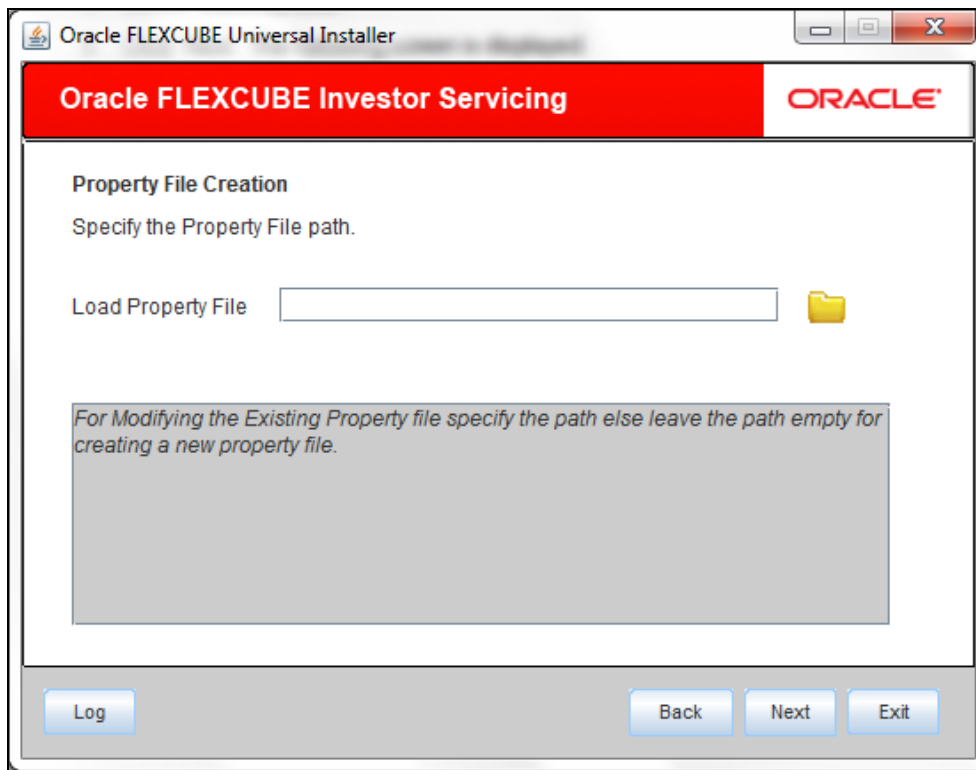 Oracle FLEXCUBE Universal Installer
Oracle FLEXCUBE Investor Servicing
ORACLE
Property File Creation
Specify the Property File path.
Load Property File
For Modifying the Existing Property file specify the path else leave the path empty for
creating a new property file.
Log
Back
Next
Exit